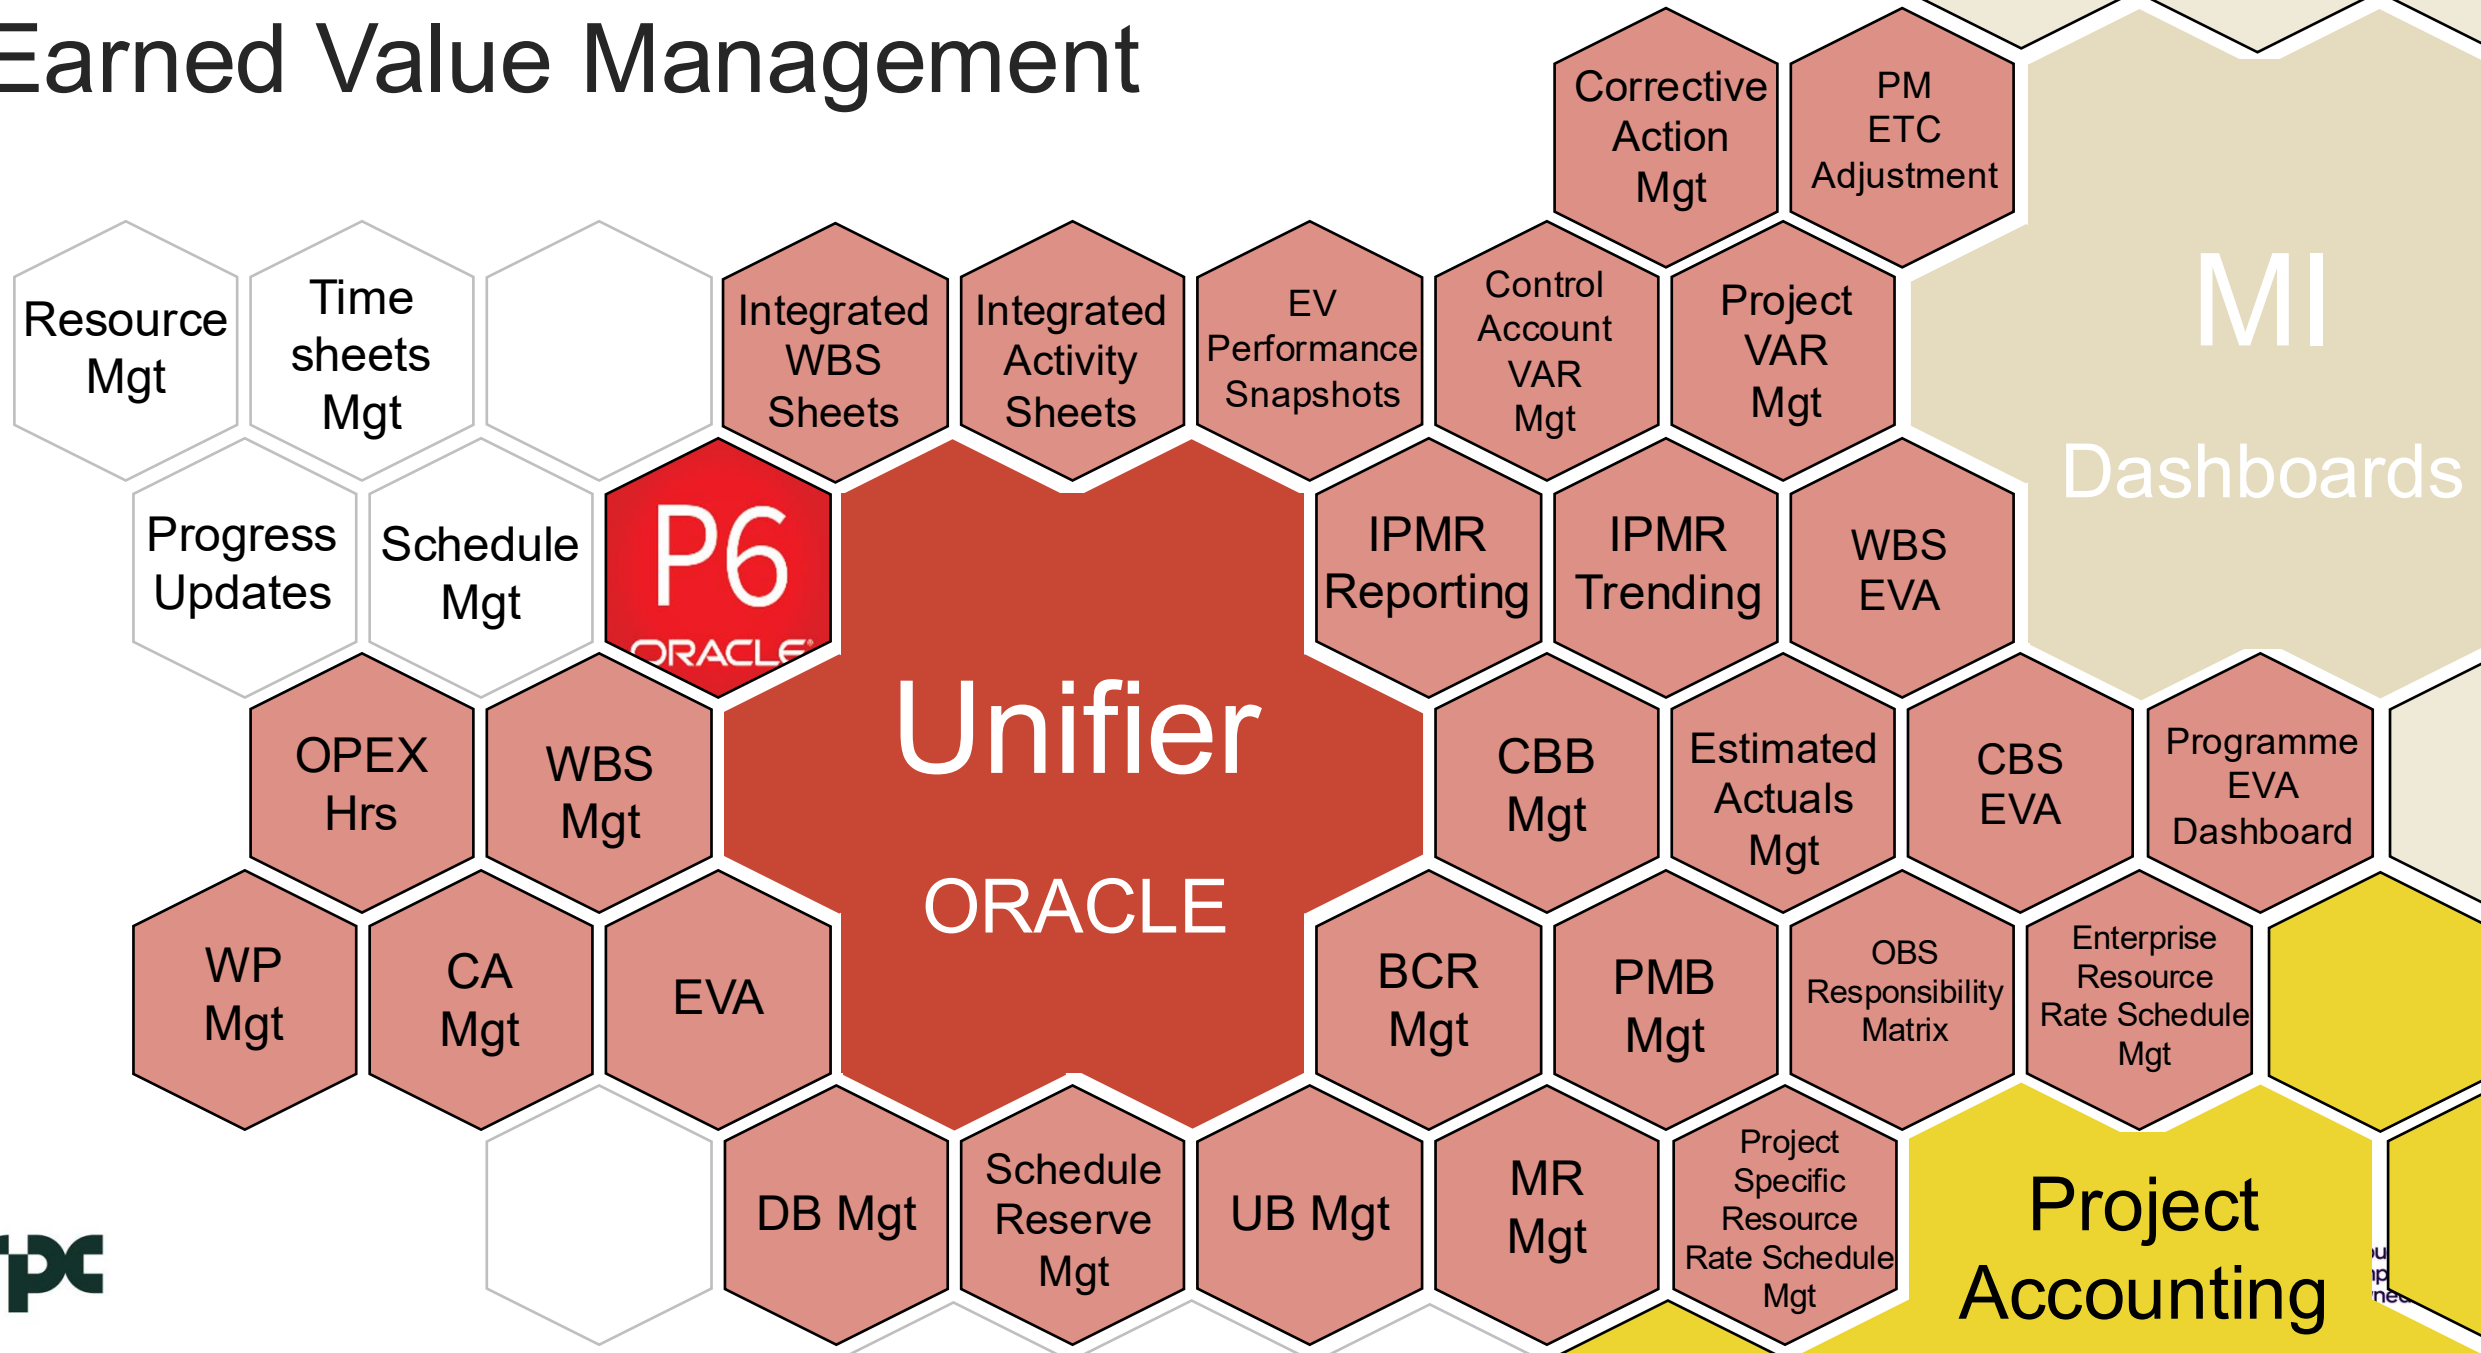 Earned Value Management
Corrective
Action
Mgt
PM
ETC
Adjustment
MI
Dashboards
Resource
Mgt
Time
sheets
Mgt
Integrated
WBS
Sheets
Integrated
Activity
Sheets
EV
Performance
Snapshots
Control
Account
VAR
Mgt
Project
VAR
Mgt
Progress
Updates
Schedule
Mgt
P6
ORACLE
IPMR
Reporting
IPMR
Trending
WBS
EVA
Unifier
ORACLE
OPEX
Hrs
WBS
Mgt
CBB
Mgt
Estimated
Actuals
Mgt
CBS
EVA
Programme
EVA
Dashboard
WP
Mgt
CA
Mgt
EVA
BCR
Mgt
PMB
Mgt
OBS
Responsibility
Matrix
Enterprise
Resource
Rate Schedule
Mgt
DB Mgt
Schedule
Reserve
Mgt
UB Mgt
MR
Mgt
Project
Specific
Resource
Rate Schedule
Mgt
Project
Accounting